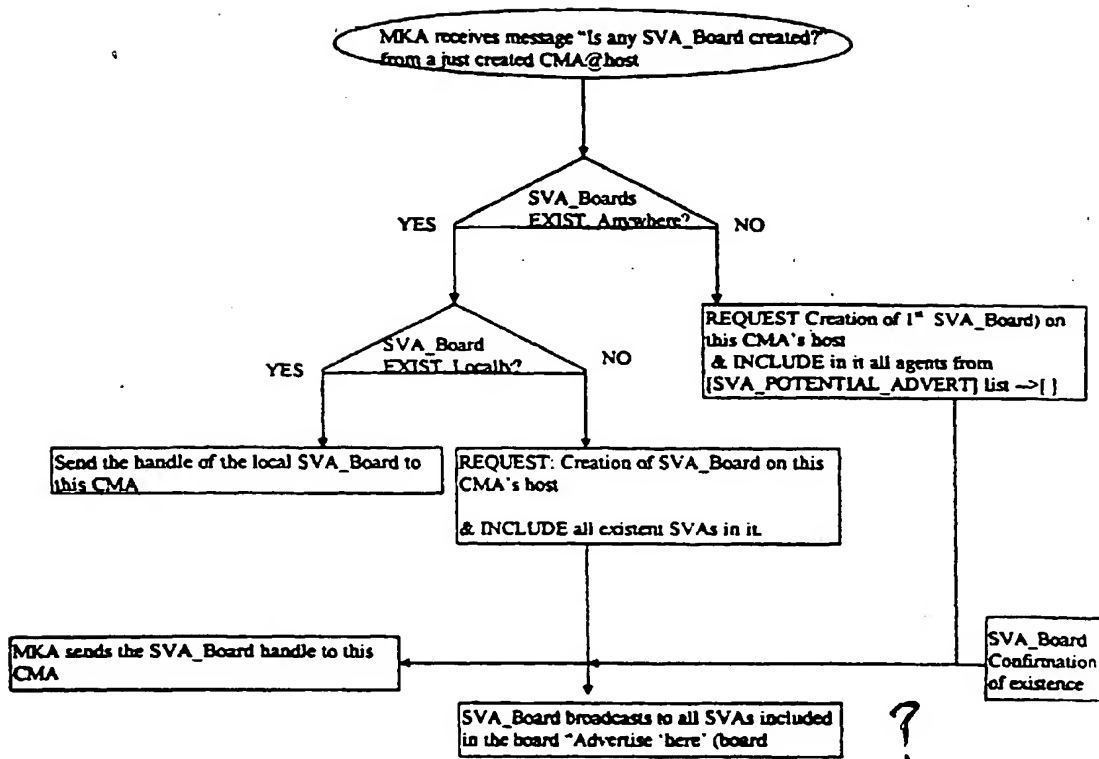 MKA receives message "Is any SVA_Board created?"
from a just created CMA@host
SVA_Boards
EXIST Anywhere?
YES
NO
SVA_Board
EXIST Locally?
YES
NO
REQUEST Creation of 1st SVA_Board) on
this CMA's host
& INCLUDE in it all agents from
[SVA_POTENTIAL_ADVERT] list -->[ ]
Send the handle of the local SVA_Board to
this CMA
REQUEST: Creation of SVA_Board on this
CMA's host
& INCLUDE all existent SVAs in it.
MKA sends the SVA_Board handle to this
CMA
SVA_Board
Confirmation
of existence
SVA_Board broadcasts to all SVAs included
in the board "Advertise 'here' (board
?